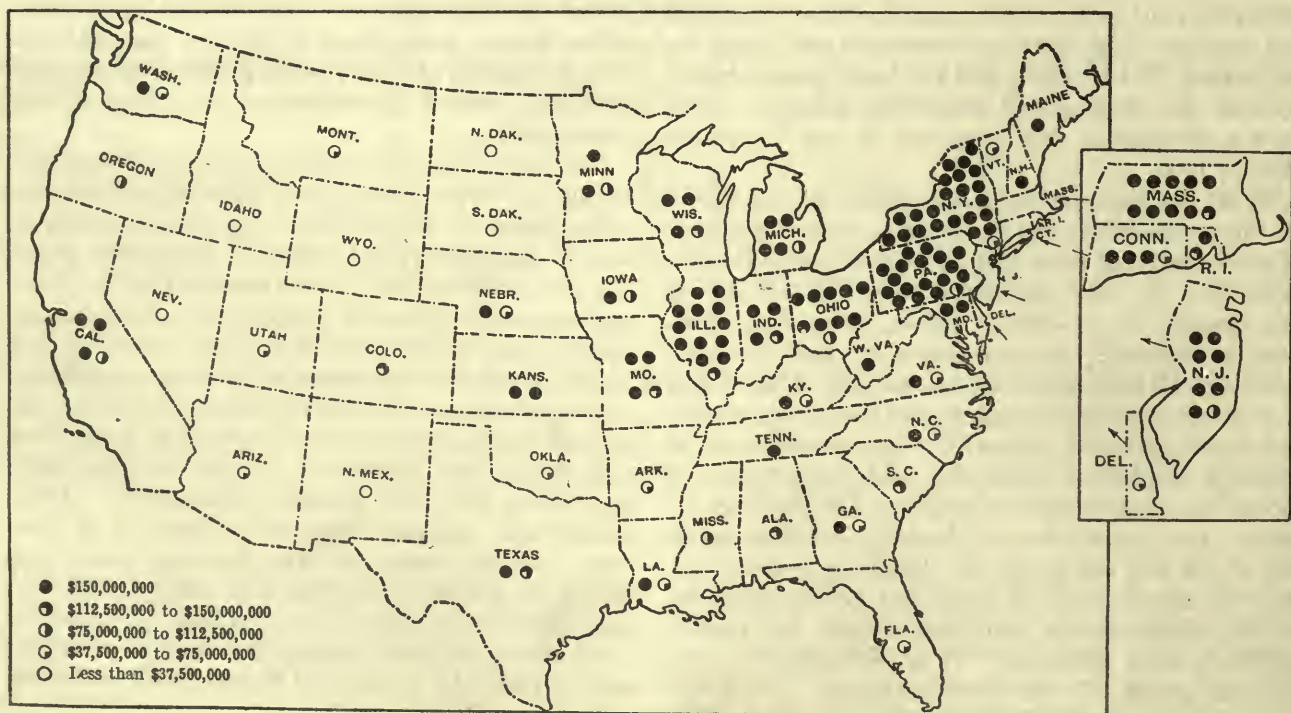 WASH.
MONT.
N. DAK.
MINN
OREGON
IDAHO
WYO.
S. DAK.
WIS.
MICH.
N.Y.
VT.
N.H.
MAINE
MASS.
R. I.
CT.
NEV.
UTAH
COLO.
NEBR.
IOWA
ILL.
IND.
OHIO
PA.
N. J.
MD.
DEL.
CAL.
KANS.
MO.
KY.
W. VA.
VA.
ARIZ.
N. MEX.
OKLA.
ARK.
TENN.
N. C.
S. C.
TEXAS
LA.
MISS.
ALA.
GA.
FLA.
MASS.
CONN.
R. I.
N. J.
DEL.
$150,000,000
$112,500,000 to $150,000,000
$75,000,000 to $112,500,000
$37,500,000 to $75,000,000
Less than $37,500,000